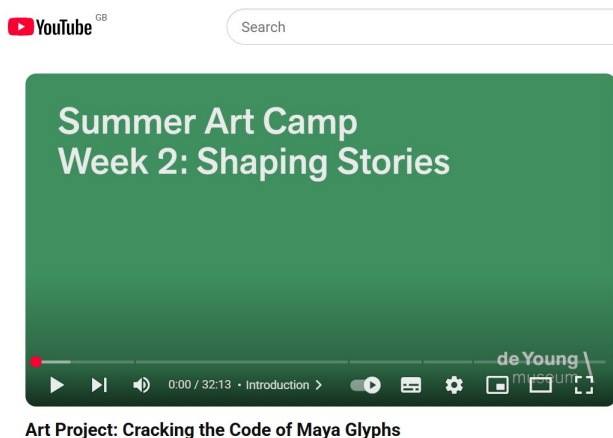 YouTube GB
Search
Summer Art Camp
Week 2: Shaping Stories
de Young
museum
0:00 / 32:13 • Introduction >
Art Project: Cracking the Code of Maya Glyphs